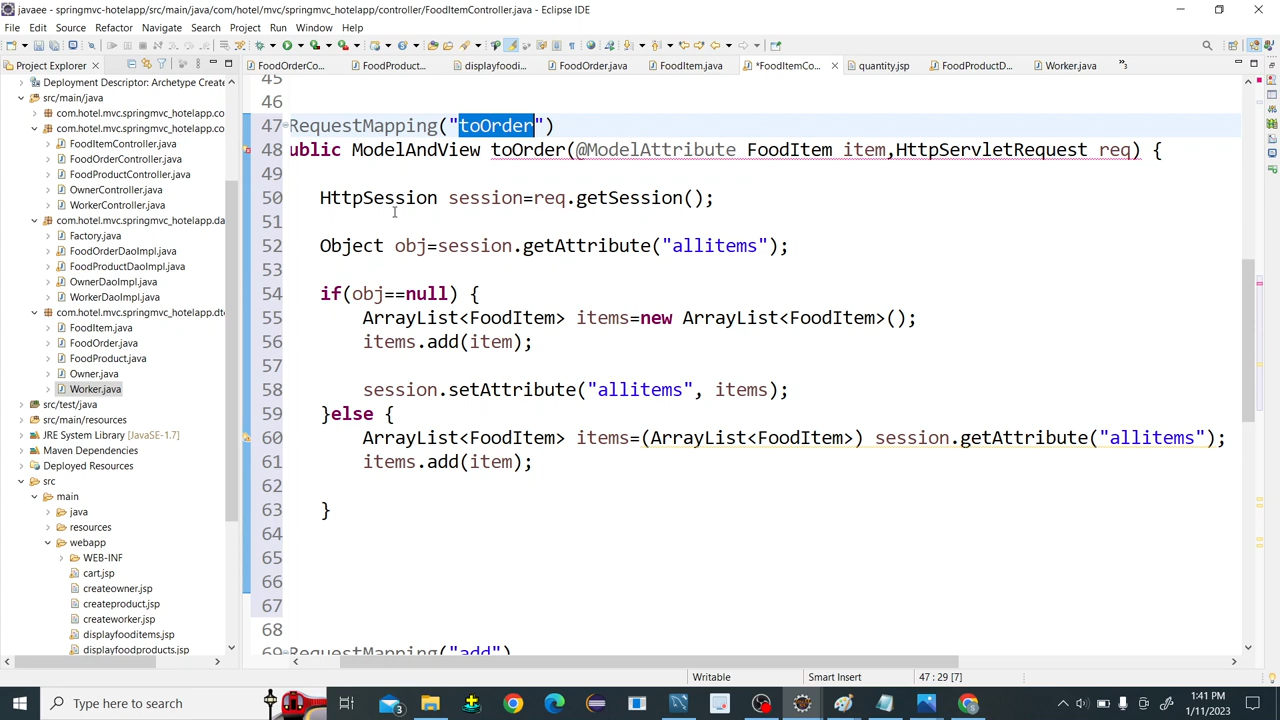 javaee - springmvc-hotelapp/src/main/java/com/hotel/mvc/springmvc_hotelapp/controller/FoodItemController.java - Eclipse IDE
File Edit Source Refactor Navigate Search Project Run Window Help
Project Explorer
FoodOrderCo... FoodProduct... displayfoodi... FoodOrder.java FoodItem.java *FoodItemCo... quantity.jsp FoodProductD... Worker.java
Deployment Descriptor: Archetype Create
src/main/java
com.hotel.mvc.springmvc_hotelapp.
com.hotel.mvc.springmvc_hotelapp.co
FoodItemController.java
FoodOrderController.java
FoodProductController.java
OwnerController.java
WorkerController.java
com.hotel.mvc.springmvc_hotelapp.da
Factory.java
FoodOrderDaoImpl.java
FoodProductDaoImpl.java
OwnerDaoImpl.java
WorkerDaoImpl.java
com.hotel.mvc.springmvc_hotelapp.dt
FoodItem.java
FoodOrder.java
FoodProduct.java
Owner.java
Worker.java
src/test/java
src/main/resources
JRE System Library [JavaSE-1.7]
Maven Dependencies
Deployed Resources
src
main
java
resources
webapp
WEB-INF
cart.jsp
createowner.jsp
createproduct.jsp
createworker.jsp
displayfooditems.jsp
displayfoodproducts.jsp
45
46
47 RequestMapping("toOrder")
48 ublic ModelAndView toOrder(@ModelAttribute FoodItem item,HttpServletRequest req) {
49
50 HttpSession session=req.getSession();
51
52 Object obj=session.getAttribute("allitems");
53
54 if(obj==null) {
55 ArrayList<FoodItem> items=new ArrayList<FoodItem>();
56 items.add(item);
57
58 session.setAttribute("allitems", items);
59 }else {
60 ArrayList<FoodItem> items=(ArrayList<FoodItem>) session.getAttribute("allitems");
61 items.add(item);
62
63 }
64
65
66
67
68
69 RequestMapping("add")
Writable Smart Insert 47 : 29 [7]
Type here to search
3
1:41 PM
1/11/2023